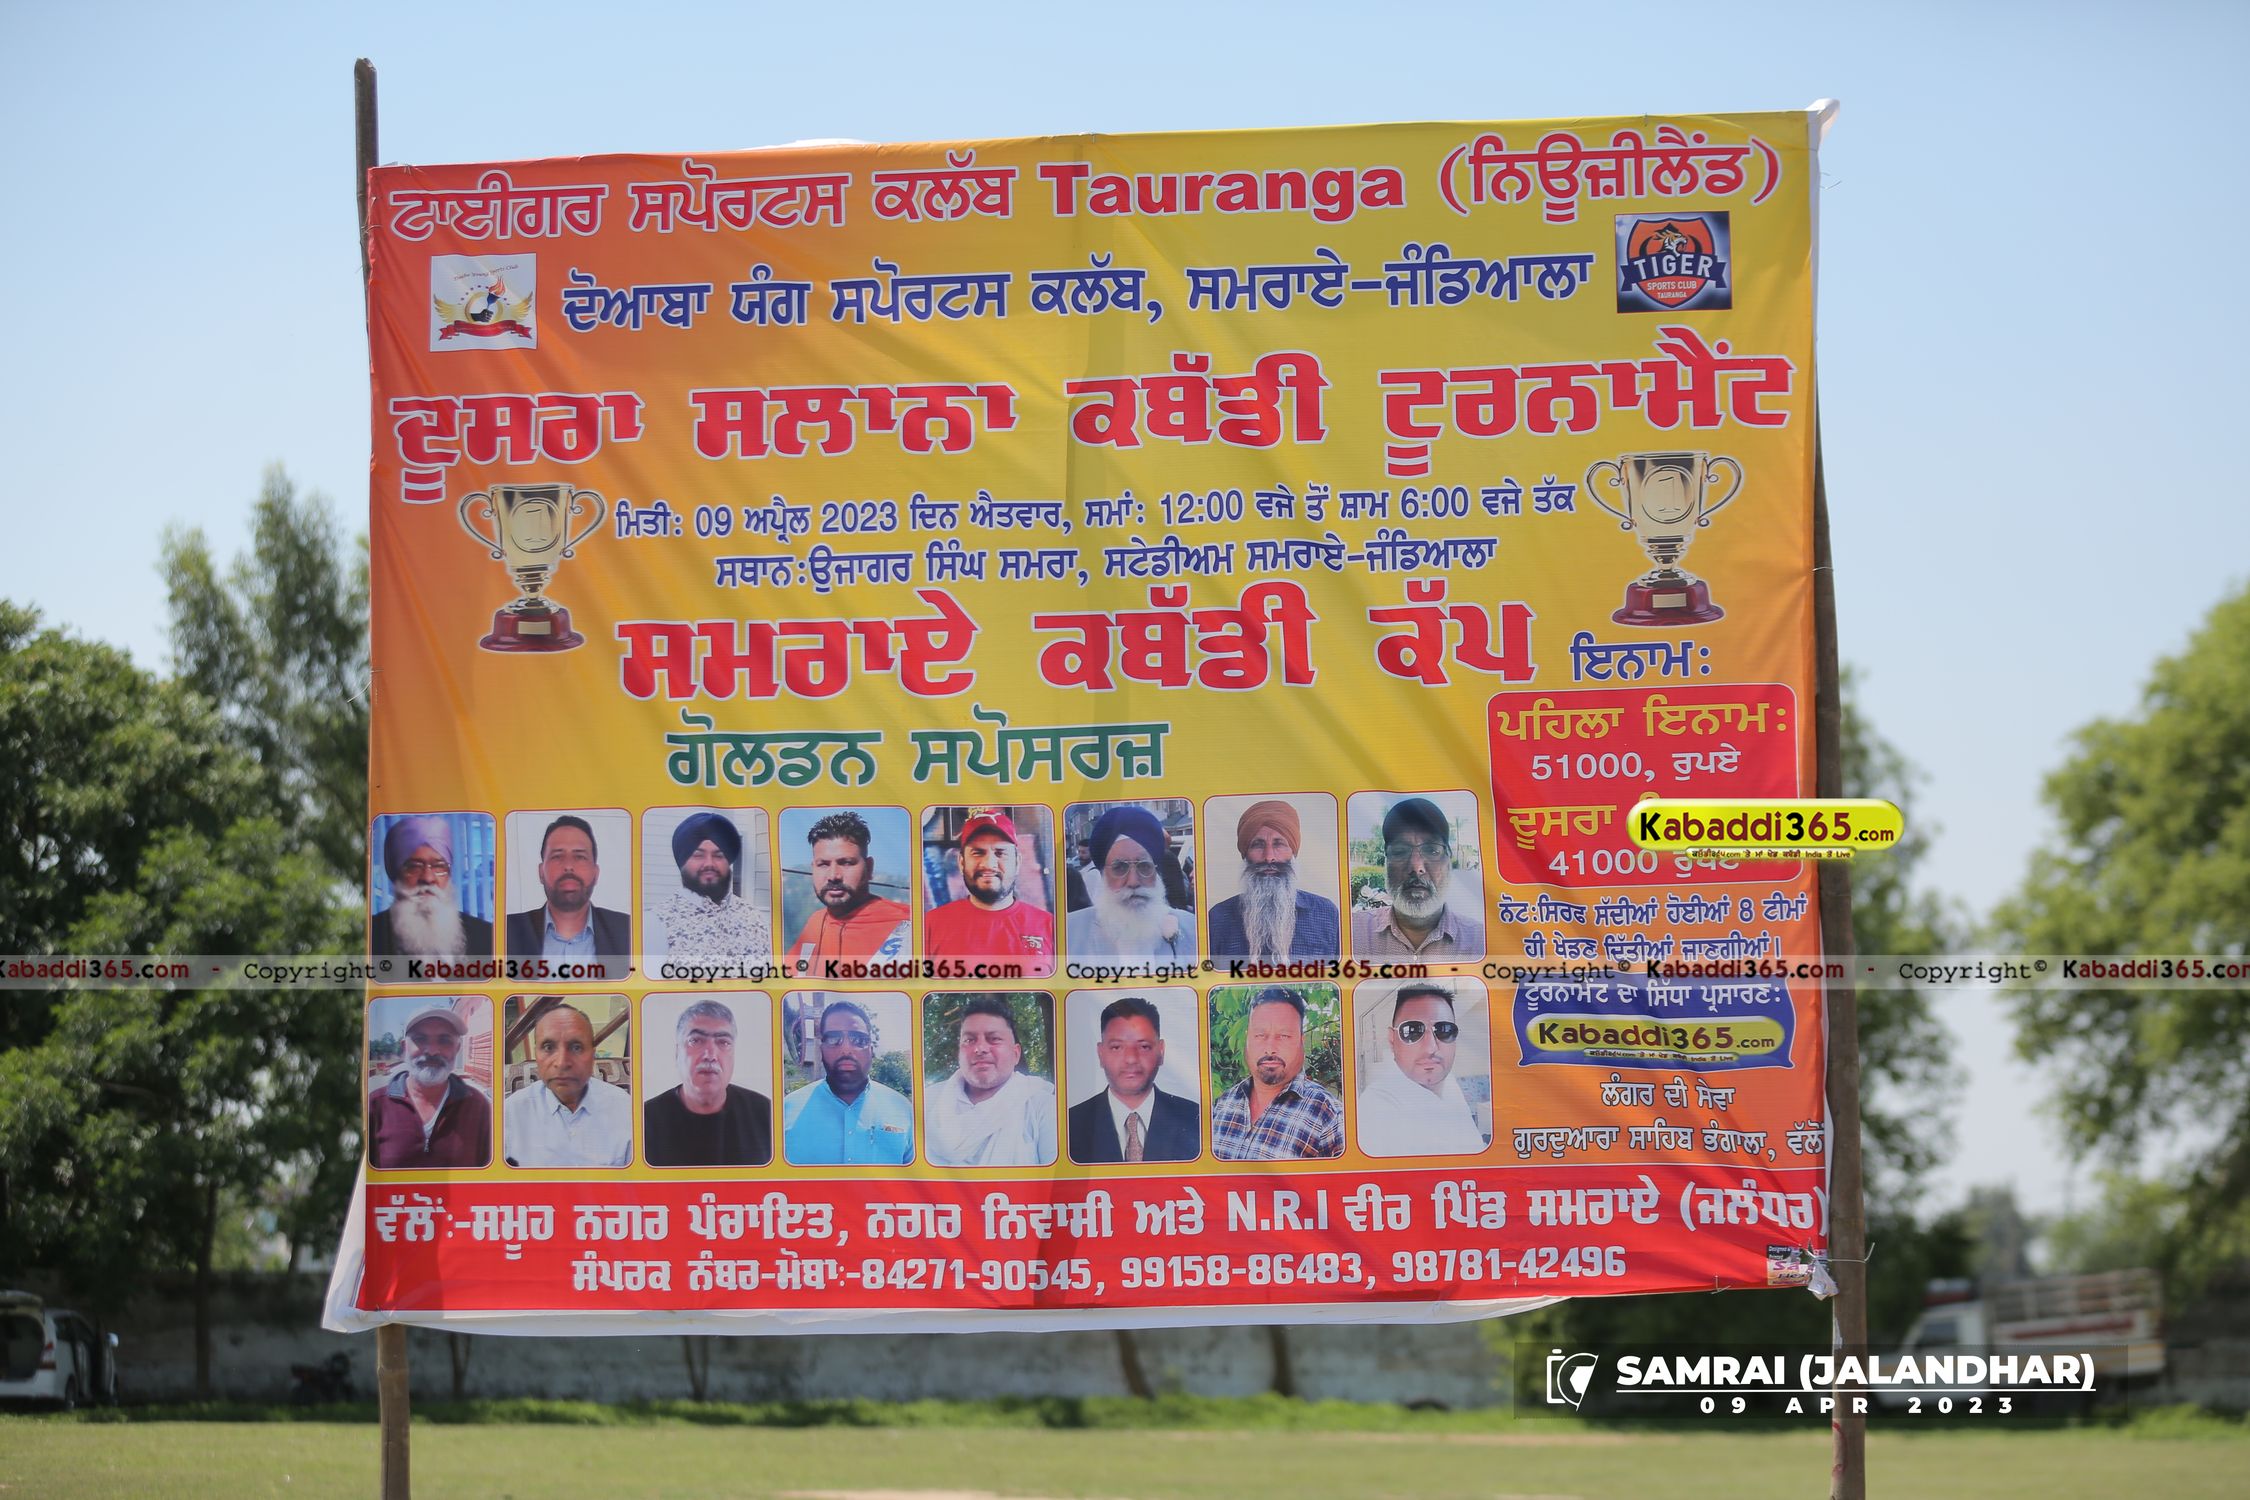 ਟਾਈਗਰ ਸਪੋਰਟਸ ਕਲੱਬ Tauranga (ਨਿਊਜ਼ੀਲੈਂਡ)
ਦੋਆਬਾ ਯੰਗ ਸਪੋਰਟਸ ਕਲੱਬ, ਸਮਰਾਏ-ਜੰਡਿਆਲਾ
TIGER
SPORTS CLUB
TAURANGA
ਦੂਸਰਾ ਸਲਾਨਾ ਕਬੱਡੀ ਟੂਰਨਾਮੈਂਟ
ਮਿਤੀ: 09 ਅਪ੍ਰੈਲ 2023 ਦਿਨ ਐਤਵਾਰ, ਸਮਾਂ: 12:00 ਵਜੇ ਤੋਂ ਸ਼ਾਮ 6:00 ਵਜੇ ਤੱਕ
ਸਥਾਨ:ਉਜਾਗਰ ਸਿੰਘ ਸਮਰਾ, ਸਟੇਡੀਅਮ ਸਮਰਾਏ-ਜੰਡਿਆਲਾ
ਸਮਰਾਏ ਕਬੱਡੀ ਕੱਪ
ਇਨਾਮ:
ਗੋਲਡਨ ਸਪੋਸਰਜ਼
ਪਹਿਲਾ ਇਨਾਮ:
51000, ਰੁਪਏ
ਦੂਸਰਾ
Kabaddi365.com
41000 ਰੁਪਏ
ਨੋਟ:ਸਿਰਫ ਸੱਦੀਆਂ ਹੋਈਆਂ 8 ਟੀਮਾਂ
ਹੀ ਖੇਡਣ ਦਿੱਤੀਆਂ ਜਾਣਗੀਆਂ।
Kabaddi365.com - Copyright© Kabaddi365.com - Copyright© Kabaddi365.com - Copyright© Kabaddi365.com - Copyright© Kabaddi365.com - Copyright© Kabaddi365.com
ਟੂਰਨਾਮੈਂਟ ਦਾ ਸਿੱਧਾ ਪ੍ਰਸਾਰਣ:
Kabaddi365.com
ਲੰਗਰ ਦੀ ਸੇਵਾ
ਗੁਰਦੁਆਰਾ ਸਾਹਿਬ ਭੰਗਾਲਾ, ਵੱਲੋਂ
ਵੱਲੋਂ:-ਸਮੂਹ ਨਗਰ ਪੰਚਾਇਤ, ਨਗਰ ਨਿਵਾਸੀ ਅਤੇ N.R.I ਵੀਰ ਪਿੰਡ ਸਮਰਾਏ (ਜਲੰਧਰ)
ਸੰਪਰਕ ਨੰਬਰ-ਮੋਬਾ:-84271-90545, 99158-86483, 98781-42496
SAMRAI (JALANDHAR)
09 APR 2023